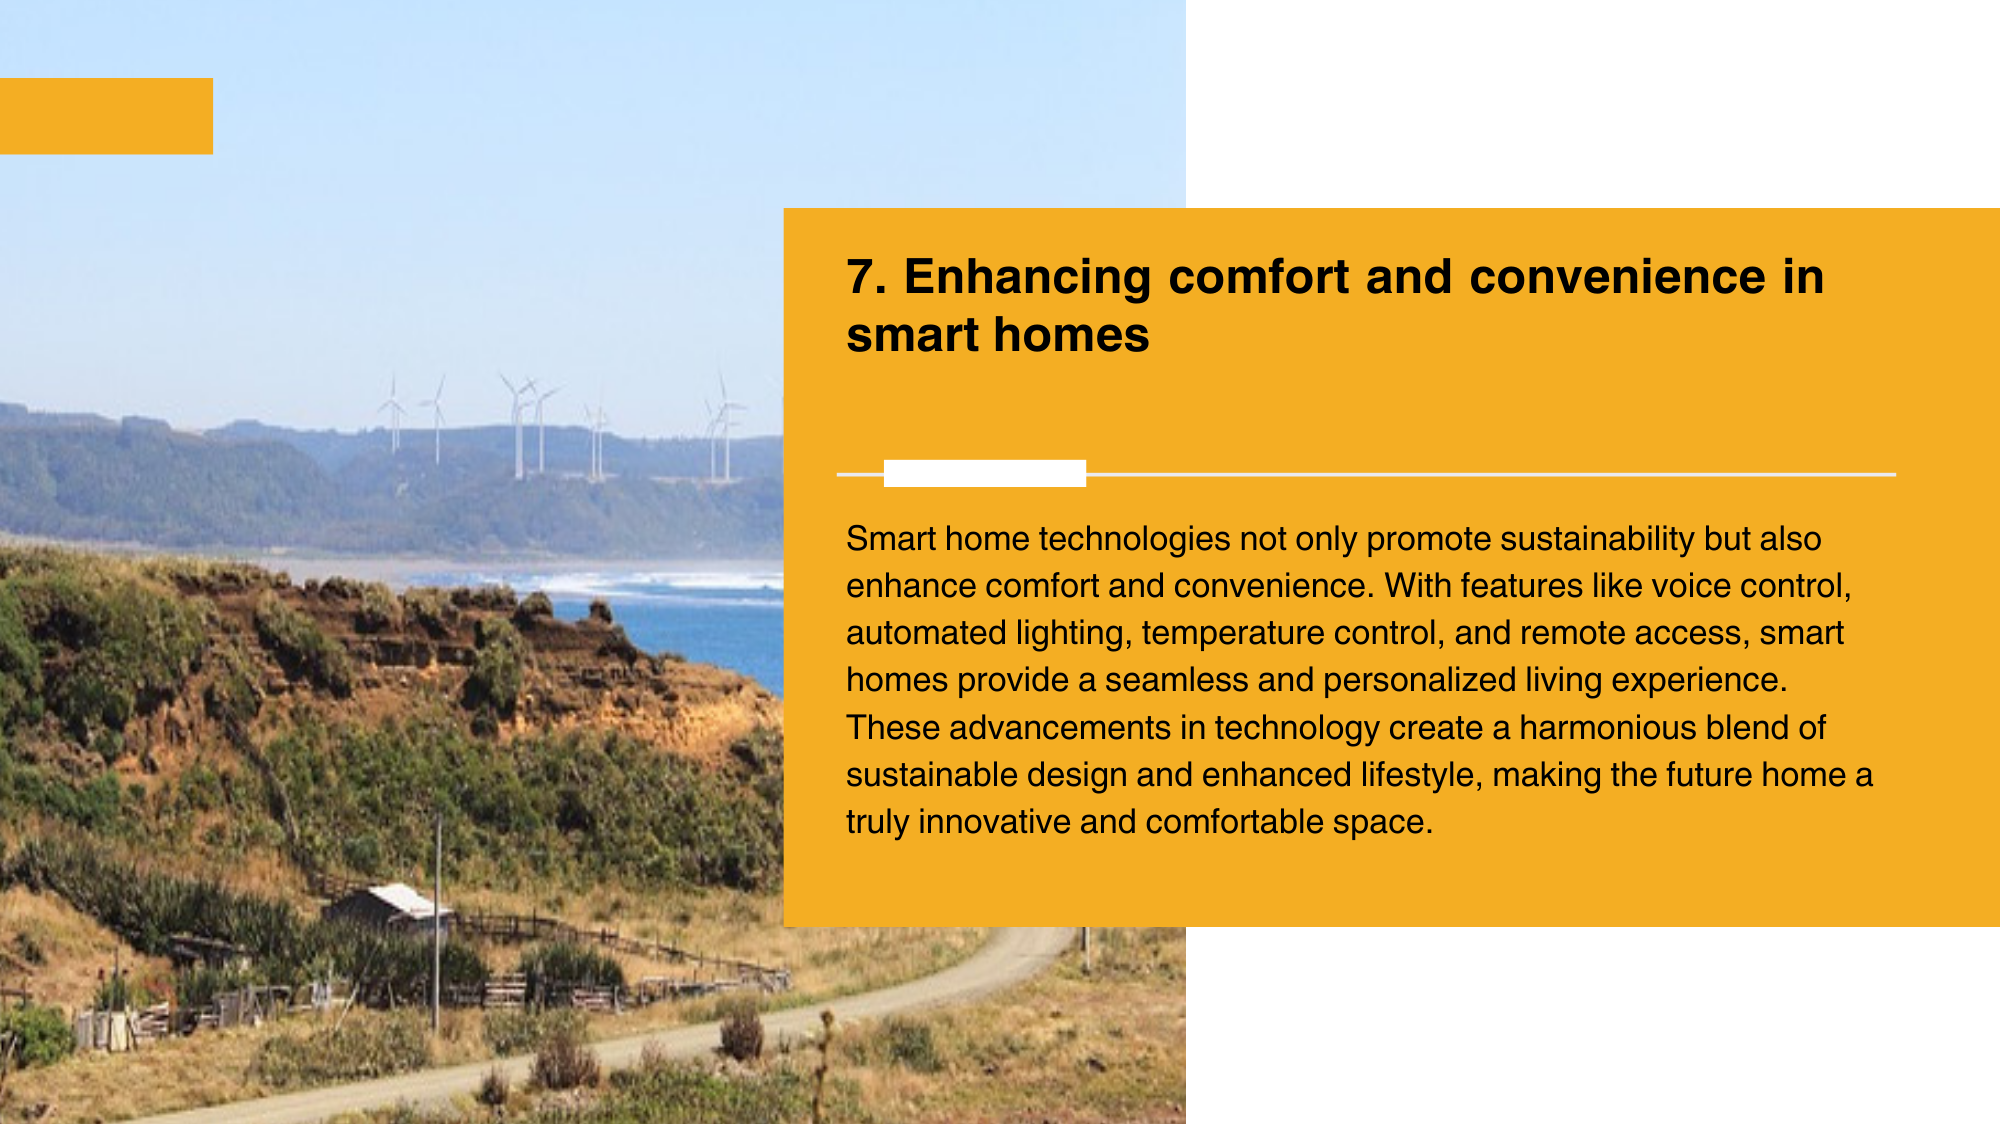 7. Enhancing comfort and convenience in
smart homes
Smart home technologies not only promote sustainability but also
enhance comfort and convenience. With features like voice control,
automated lighting, temperature control, and remote access, smart
homes provide a seamless and personalized living experience.
These advancements in technology create a harmonious blend of
sustainable design and enhanced lifestyle, making the future home a
truly innovative and comfortable space.